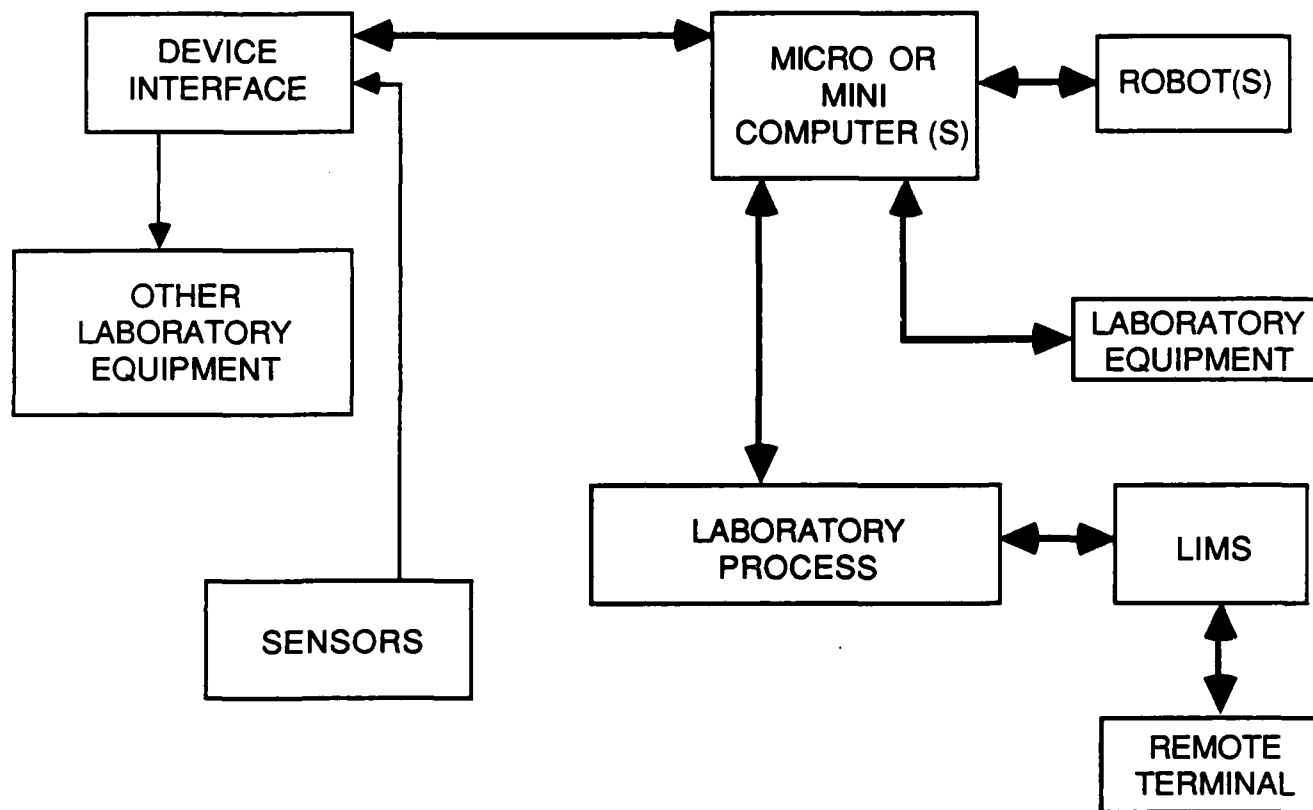 DEVICE
INTERFACE
MICRO OR
MINI
COMPUTER (S)
ROBOT(S)
OTHER
LABORATORY
EQUIPMENT
LABORATORY
EQUIPMENT
LABORATORY
PROCESS
LIMS
SENSORS
REMOTE
TERMINAL